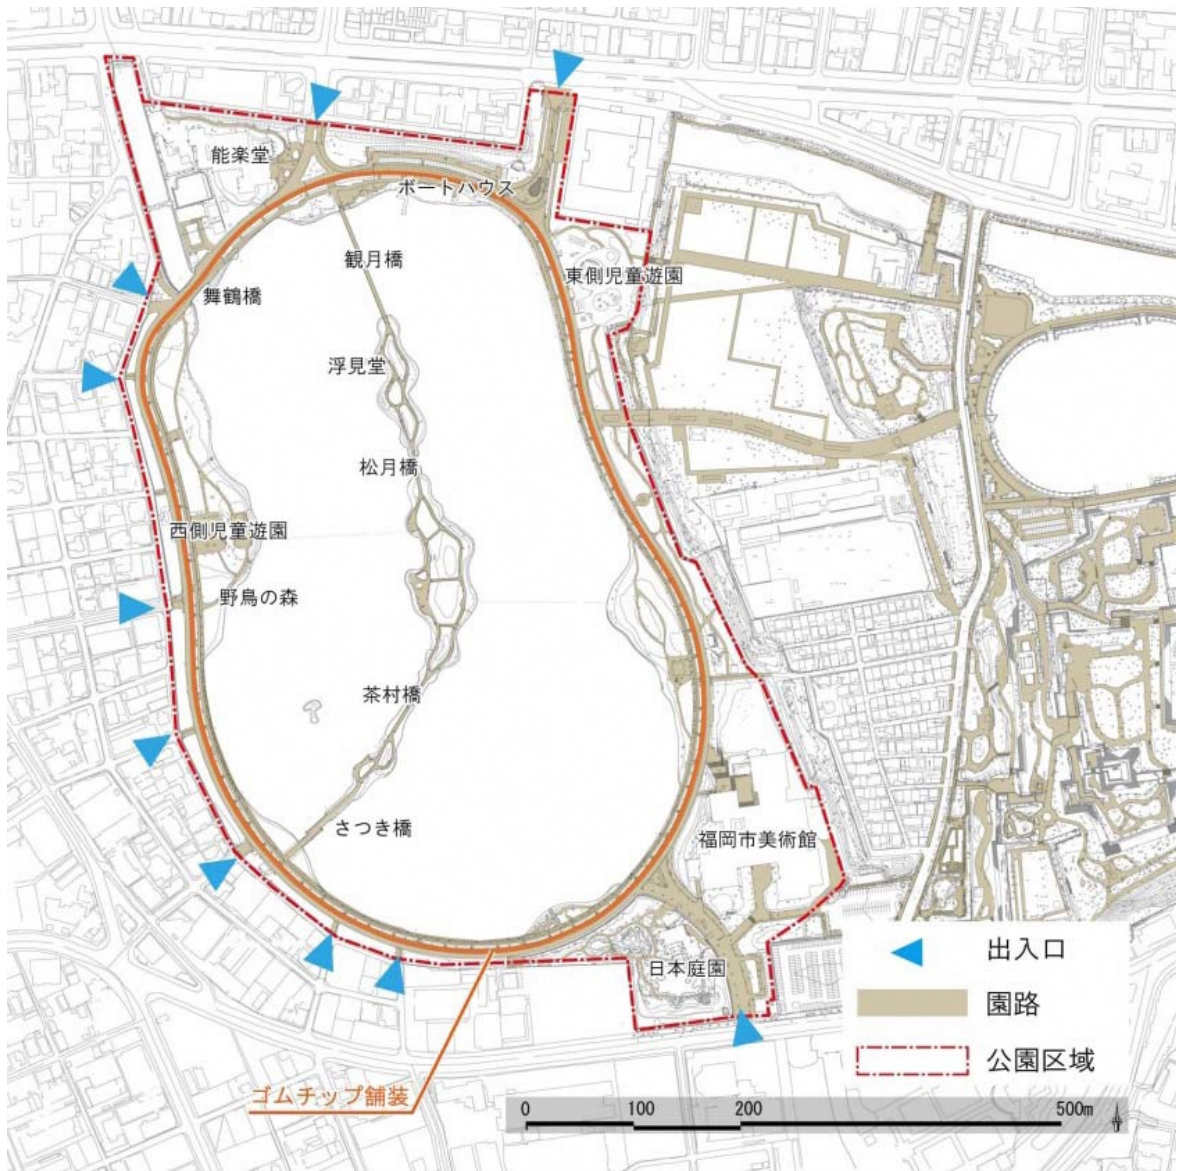 能楽堂
ボートハウス
観月橋
東側児童遊園
舞鶴橋
浮見堂
松月橋
西側児童遊園
野鳥の森
茶村橋
さつき橋
福岡市美術館
日本庭園
出入口
園路
公園区域
ゴムチップ舗装
0 100 200 500m